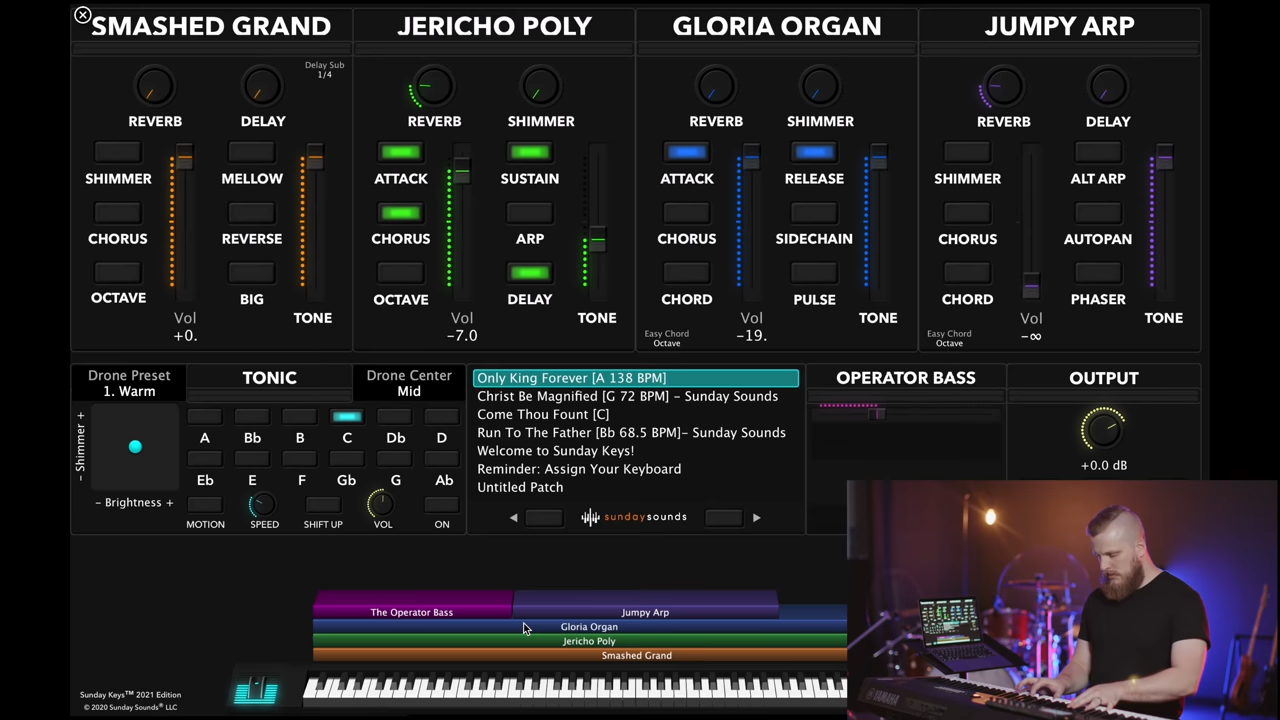 SMASHED GRAND
Delay Sub
1/4
REVERB DELAY
SHIMMER MELLOW
CHORUS REVERSE
OCTAVE BIG
Vol TONE
+0.
JERICHO POLY
REVERB SHIMMER
ATTACK SUSTAIN
CHORUS ARP
OCTAVE DELAY
Vol TONE
-7.0
GLORIA ORGAN
REVERB SHIMMER
ATTACK RELEASE
CHORUS SIDECHAIN
CHORD PULSE
Vol TONE
Easy Chord
Octave
-19.
JUMPY ARP
REVERB DELAY
SHIMMER ALT ARP
CHORUS AUTOPAN
CHORD PHASER
Vol TONE
Easy Chord
Octave
-∞
Drone Preset
1. Warm
TONIC
Drone Center
Mid
- Shimmer +
- Brightness +
A Bb B C Db D
Eb E F Gb G Ab
MOTION SPEED SHIFT UP VOL ON
Only King Forever [A 138 BPM]
Christ Be Magnified [G 72 BPM] – Sunday Sounds
Come Thou Fount [C]
Run To The Father [Bb 68.5 BPM]– Sunday Sounds
Welcome to Sunday Keys!
Reminder: Assign Your Keyboard
Untitled Patch
sundaysounds
OPERATOR BASS
OUTPUT
+0.0 dB
The Operator Bass Jumpy Arp
Gloria Organ
Jericho Poly
Smashed Grand
Sunday Keys™ 2021 Edition
© 2020 Sunday Sounds® LLC
YAMAHA